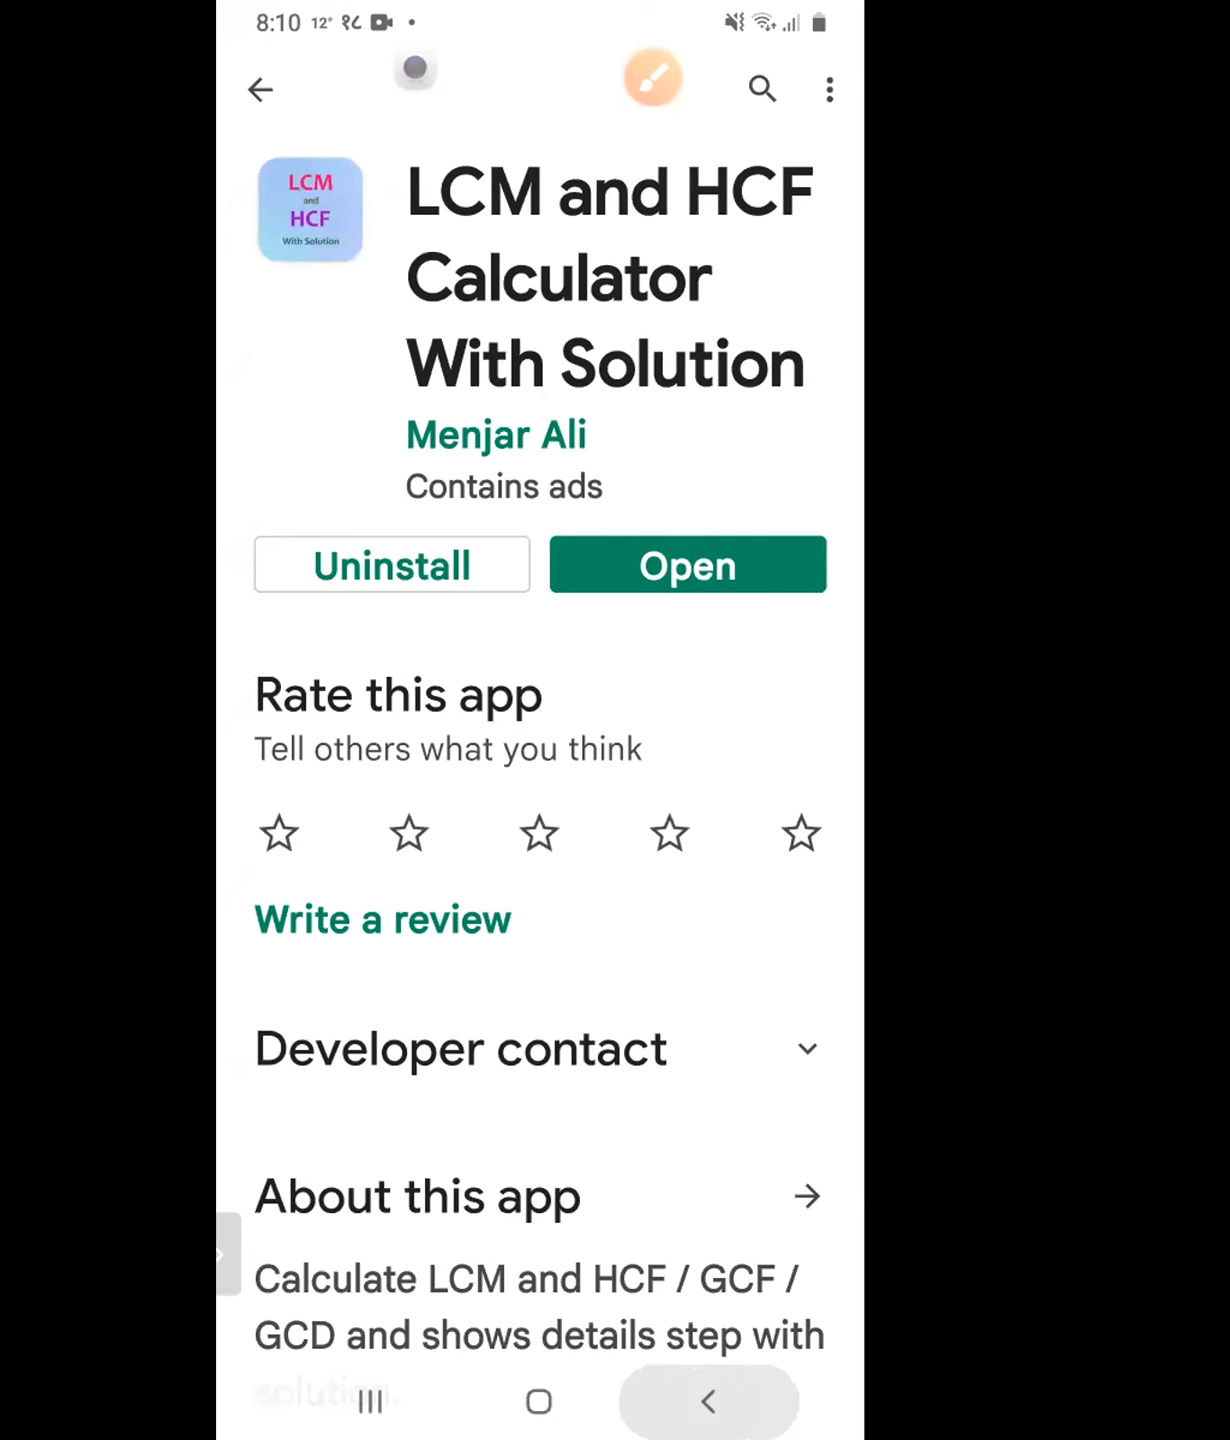 8:10 12° १८
LCM
and
HCF
With Solution
LCM and HCF
Calculator
With Solution
Menjar Ali
Contains ads
Uninstall
Open
Rate this app
Tell others what you think
Write a review
Developer contact
About this app
Calculate LCM and HCF / GCF /
GCD and shows details step with
solution.